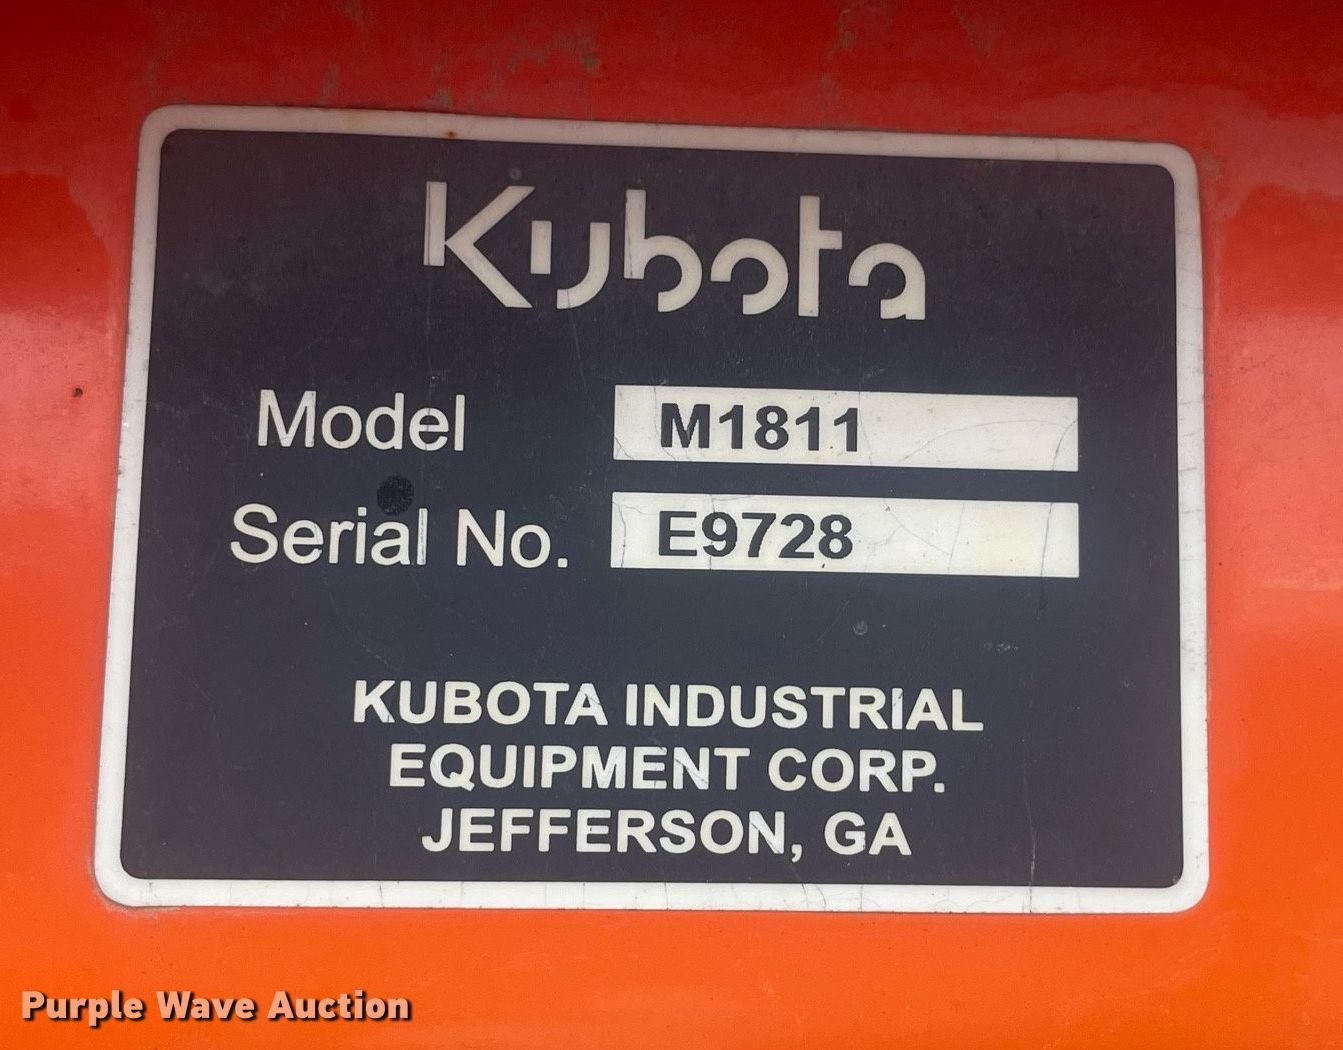 Kubota
Model M1811
Serial No. E9728
KUBOTA INDUSTRIAL
EQUIPMENT CORP.
JEFFERSON, GA
Purple Wave Auction